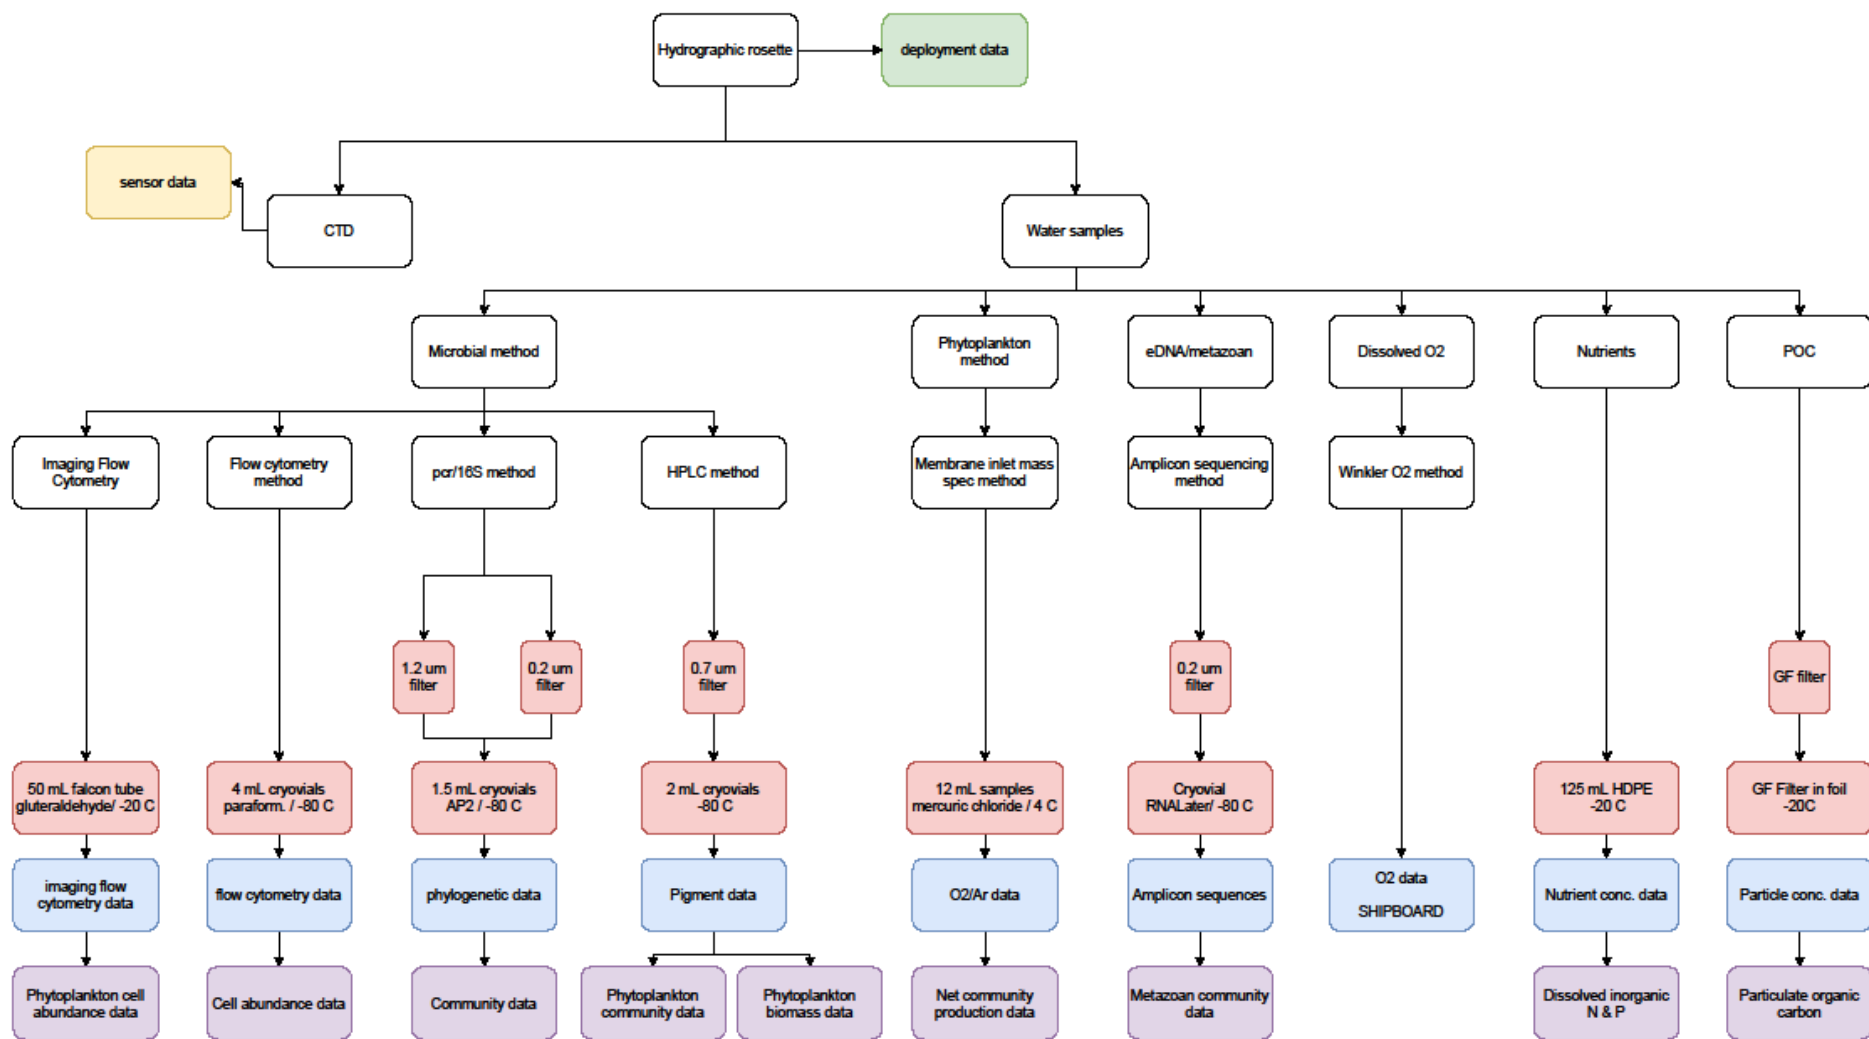 Hydrographic rosette
deployment data
sensor data
CTD
Water samples
Microbial method
Phytoplankton
method
eDNA/metazoan
Dissolved O2
Nutrients
POC
Imaging Flow
Cytometry
Flow cytometry
method
pcr/16S method
HPLC method
Membrane inlet mass
spec method
Amplicon sequencing
method
Winkler O2 method
1.2 um
filter
0.2 um
filter
0.7 um
filter
0.2 um
filter
GF filter
50 mL falcon tube
gluteraldehyde/ -20 C
4 mL cryovials
paraform. / -80 C
1.5 mL cryovials
AP2 / -80 C
2 mL cryovials
-80 C
12 mL samples
mercuric chloride / 4 C
Cryovial
RNALater/ -80 C
125 mL HDPE
-20 C
GF Filter in foil
-20C
imaging flow
cytometry data
flow cytometry data
phylogenetic data
Pigment data
O2/Ar data
Amplicon sequences
O2 data
SHIPBOARD
Nutrient conc. data
Particle conc. data
Phytoplankton cell
abundance data
Cell abundance data
Community data
Phytoplankton
community data
Phytoplankton
biomass data
Net community
production data
Metazoan community
data
Dissolved inorganic
N & P
Particulate organic
carbon